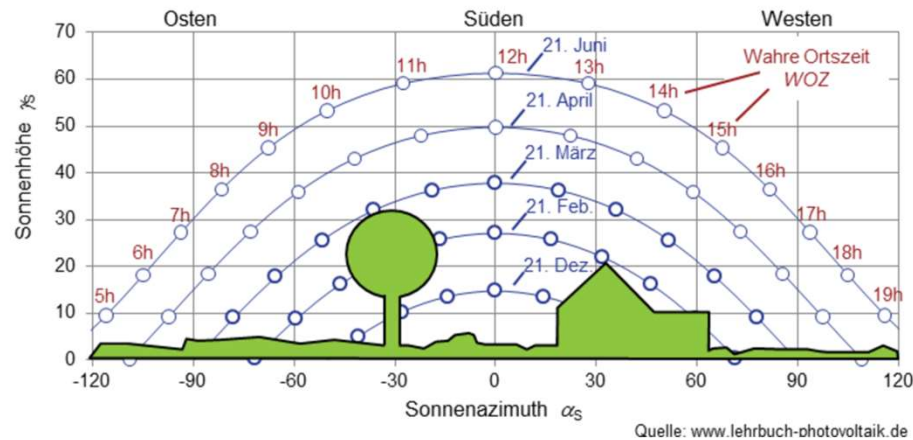 Osten Süden Westen
70
60
50
40
30
20
10
0
Sonnenhöhe γS
21. Juni
21. April
21. März
21. Feb.
21. Dez.
Wahre Ortszeit
WOZ
5h
6h
7h
8h
9h
10h
11h
12h
13h
14h
15h
16h
17h
18h
19h
-120 -90 -60 -30 0 30 60 90 120
Sonnenazimuth αS
Quelle: www.lehrbuch-photovoltaik.de